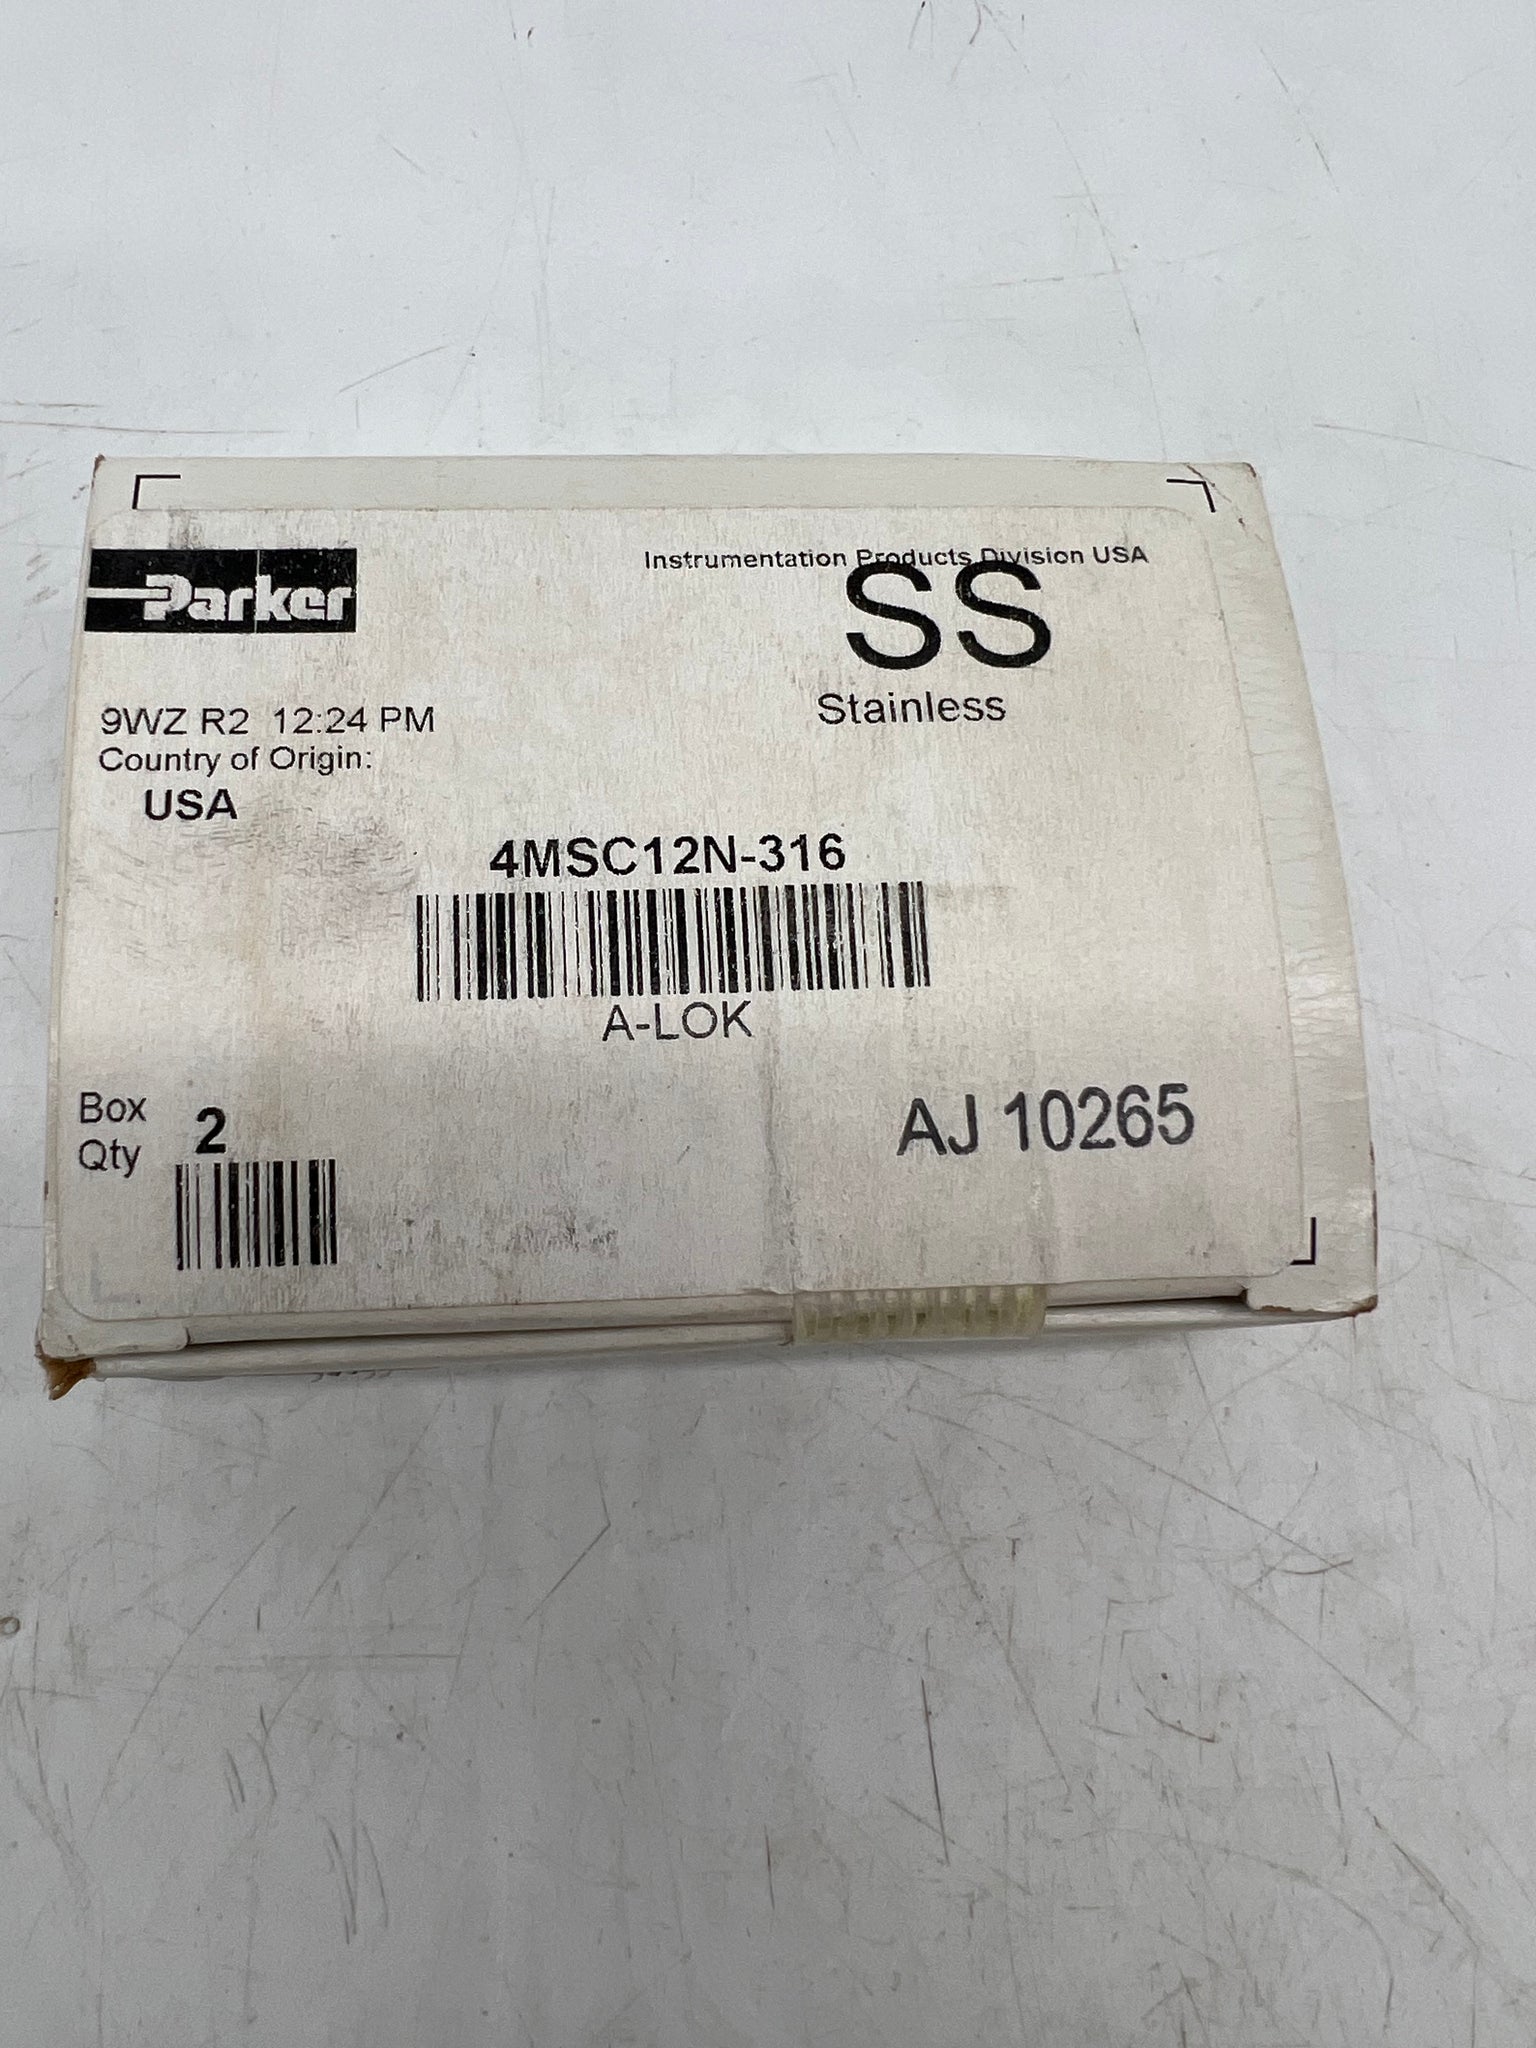 Parker
Instrumentation Products Division USA
SS
Stainless
9WZ R2 12:24 PM
Country of Origin:
USA
4MSC12N-316
A-LOK
Box
Qty
2
AJ 10265